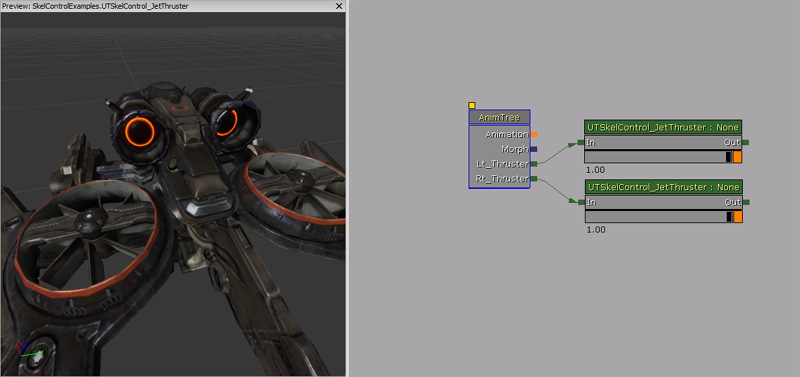 Preview: SkelControlExamples.UTSkelControl_JetThruster
AnimTree
Animation
Morph
Lt_Thruster
Rt_Thruster
UTSkelControl_JetThruster : None
In Out
1.00
UTSkelControl_JetThruster : None
In Out
1.00